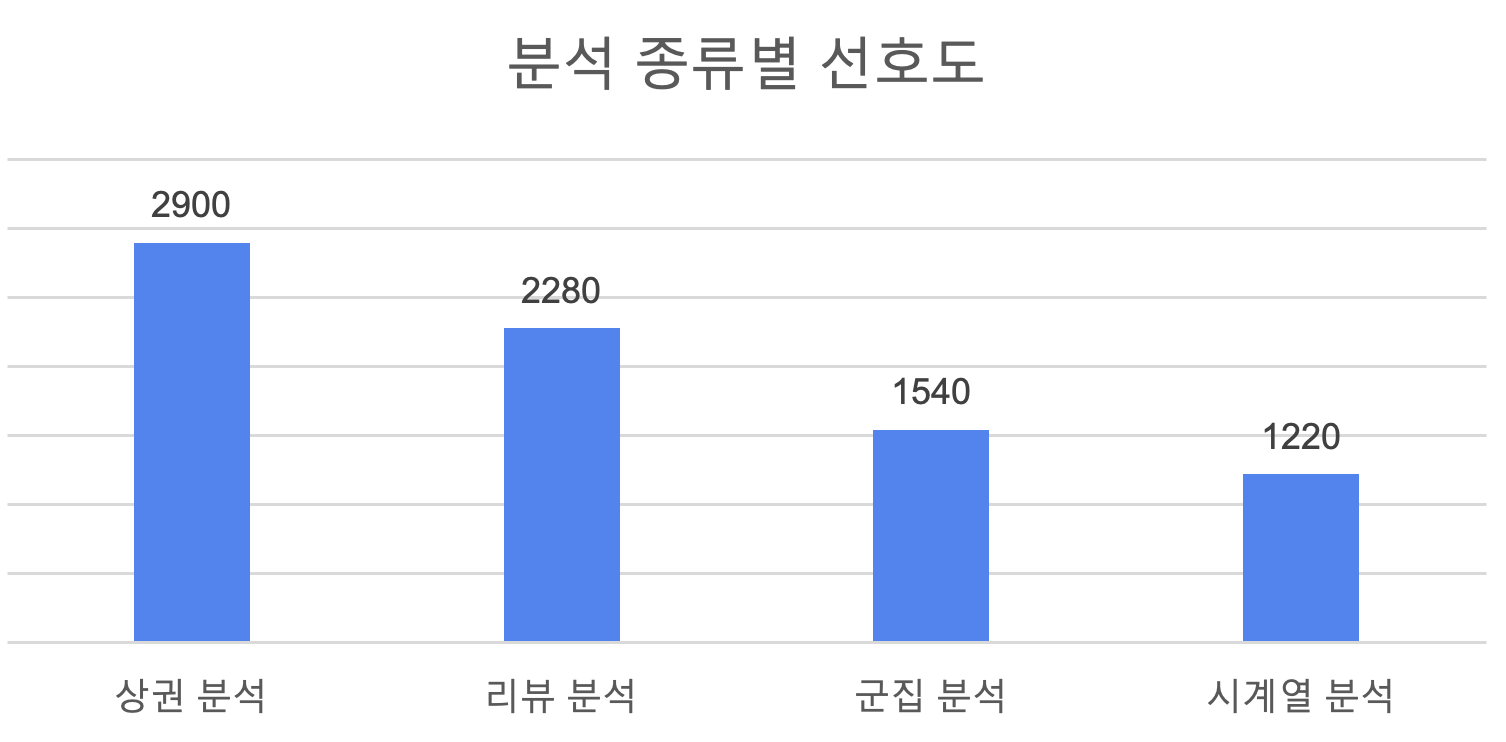 분석 종류별 선호도
2900
2280
1540
1220
상권 분석
리뷰 분석
군집 분석
시계열 분석